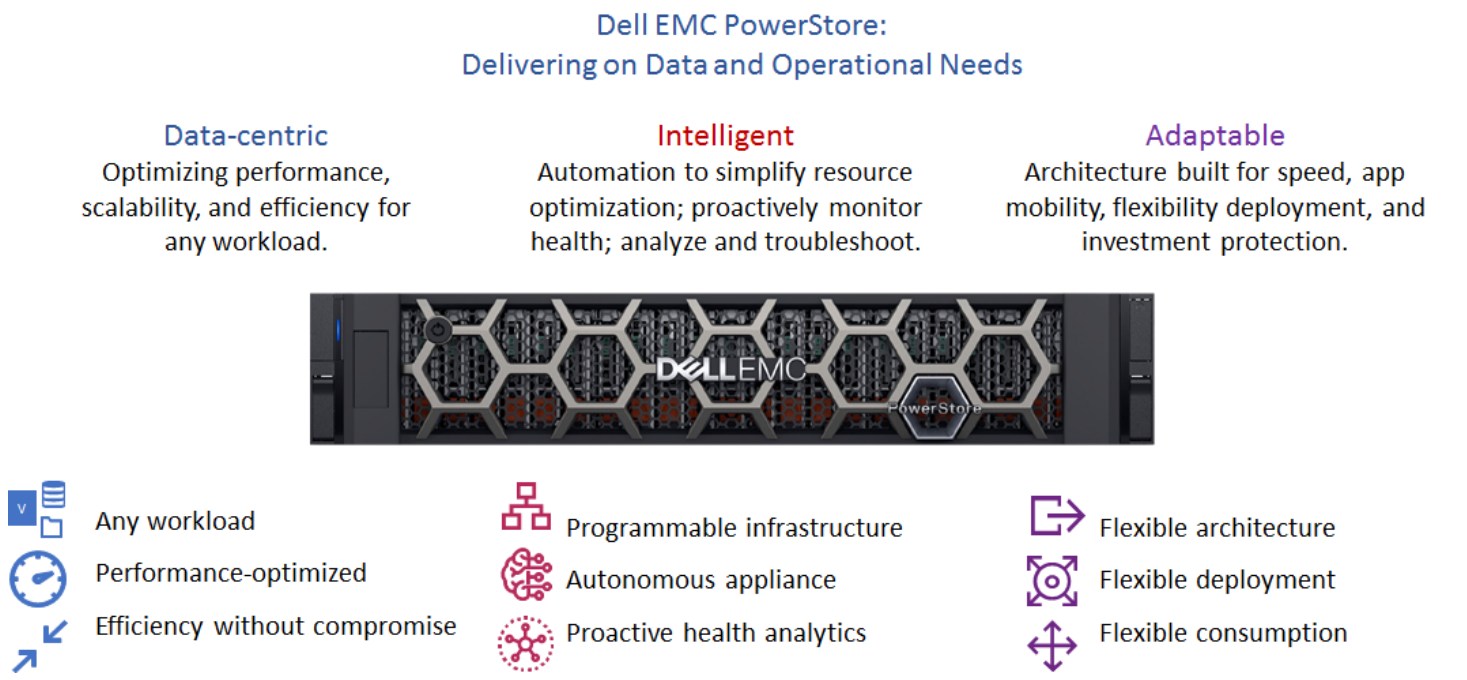 Dell EMC PowerStore:
Delivering on Data and Operational Needs
Data-centric
Optimizing performance,
scalability, and efficiency for
any workload.
Intelligent
Automation to simplify resource
optimization; proactively monitor
health; analyze and troubleshoot.
Adaptable
Architecture built for speed, app
mobility, flexibility deployment, and
investment protection.
DELLEMC
PowerStore
V
Any workload
Performance-optimized
Efficiency without compromise
Programmable infrastructure
Autonomous appliance
Proactive health analytics
Flexible architecture
Flexible deployment
Flexible consumption